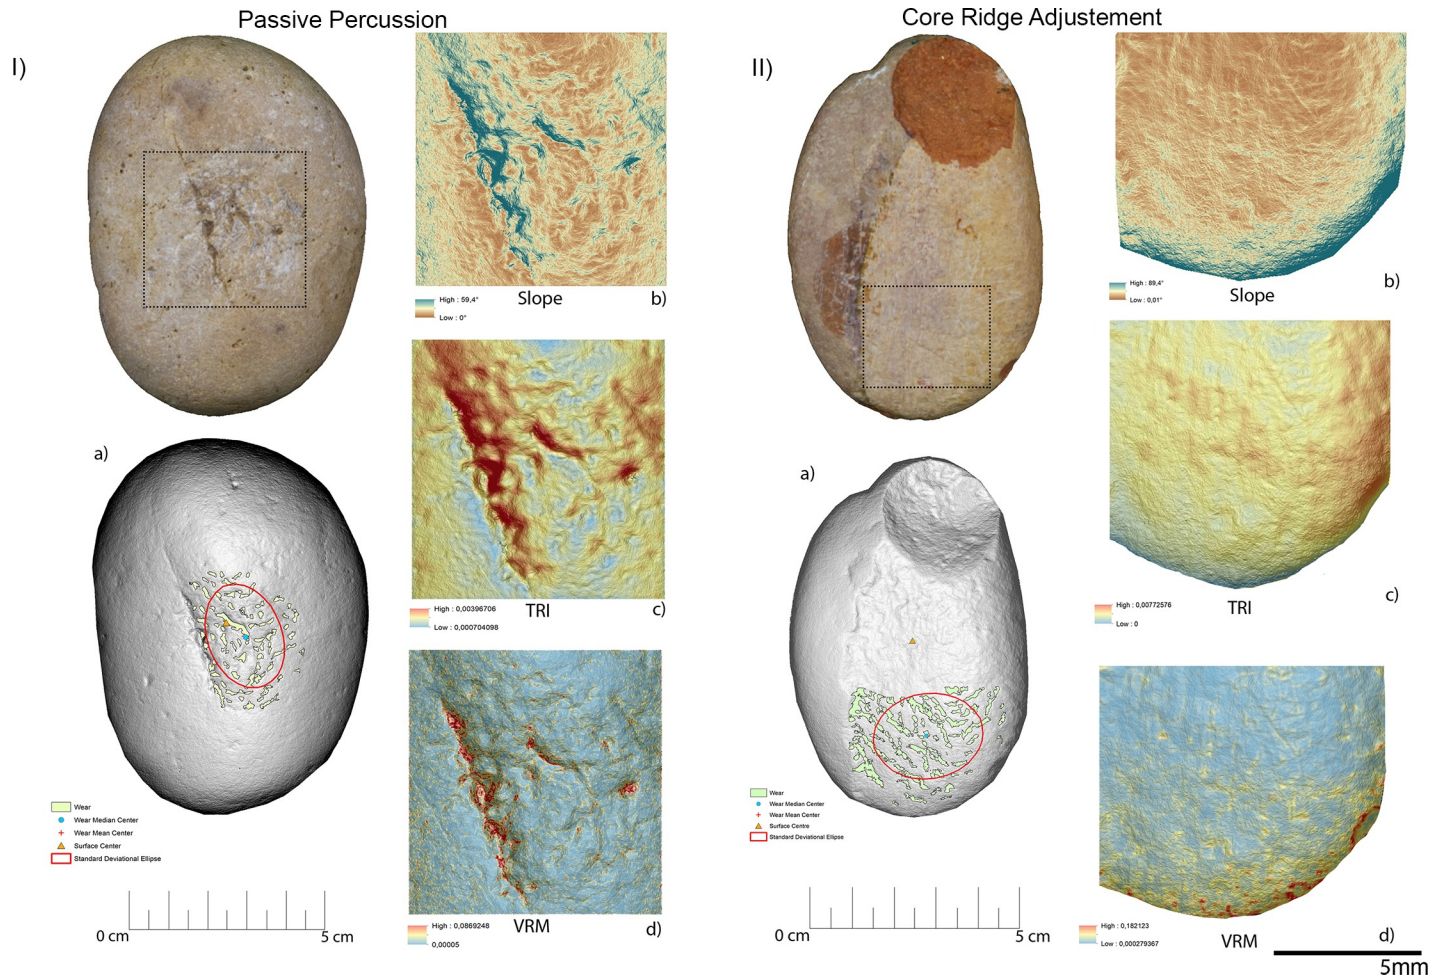 Passive Percussion
I)
High : 59,4°
Low : 0°
Slope
b)
High : 0,00396706
Low : 0,000704098
TRI
c)
a)
High : 0,0869248
0,00005
VRM
d)
Wear
Wear Median Center
Wear Mean Center
Surface Center
Standard Deviational Ellipse
0 cm
5 cm
Core Ridge Adjustement
II)
High : 89,4°
Low : 0,01°
Slope
b)
High : 0,00772576
Low : 0
TRI
c)
a)
High : 0,182123
Low : 0,000279367
VRM
d)
Wear
Wear Median Center
Wear Mean Center
Surface Centre
Standard Deviational Ellipse
0 cm
5 cm
5mm